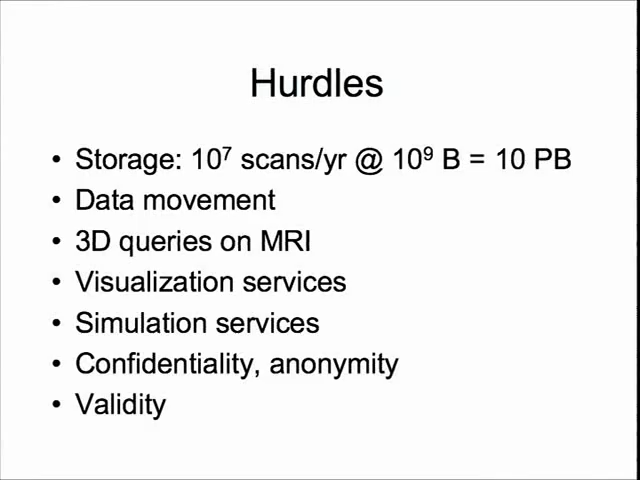 Hurdles
• Storage: 10⁷ scans/yr @ 10⁹ B = 10 PB
• Data movement
• 3D queries on MRI
• Visualization services
• Simulation services
• Confidentiality, anonymity
• Validity